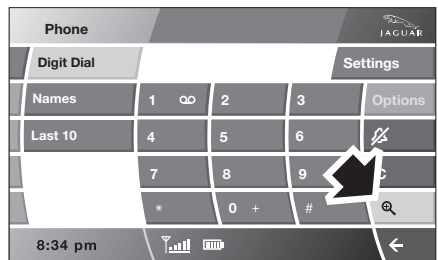 Phone JAGUAR
Digit Dial Settings
Names 1 2 3 Options
Last 10 4 5 6
7 8 9 C
* 0 + #
8:34 pm